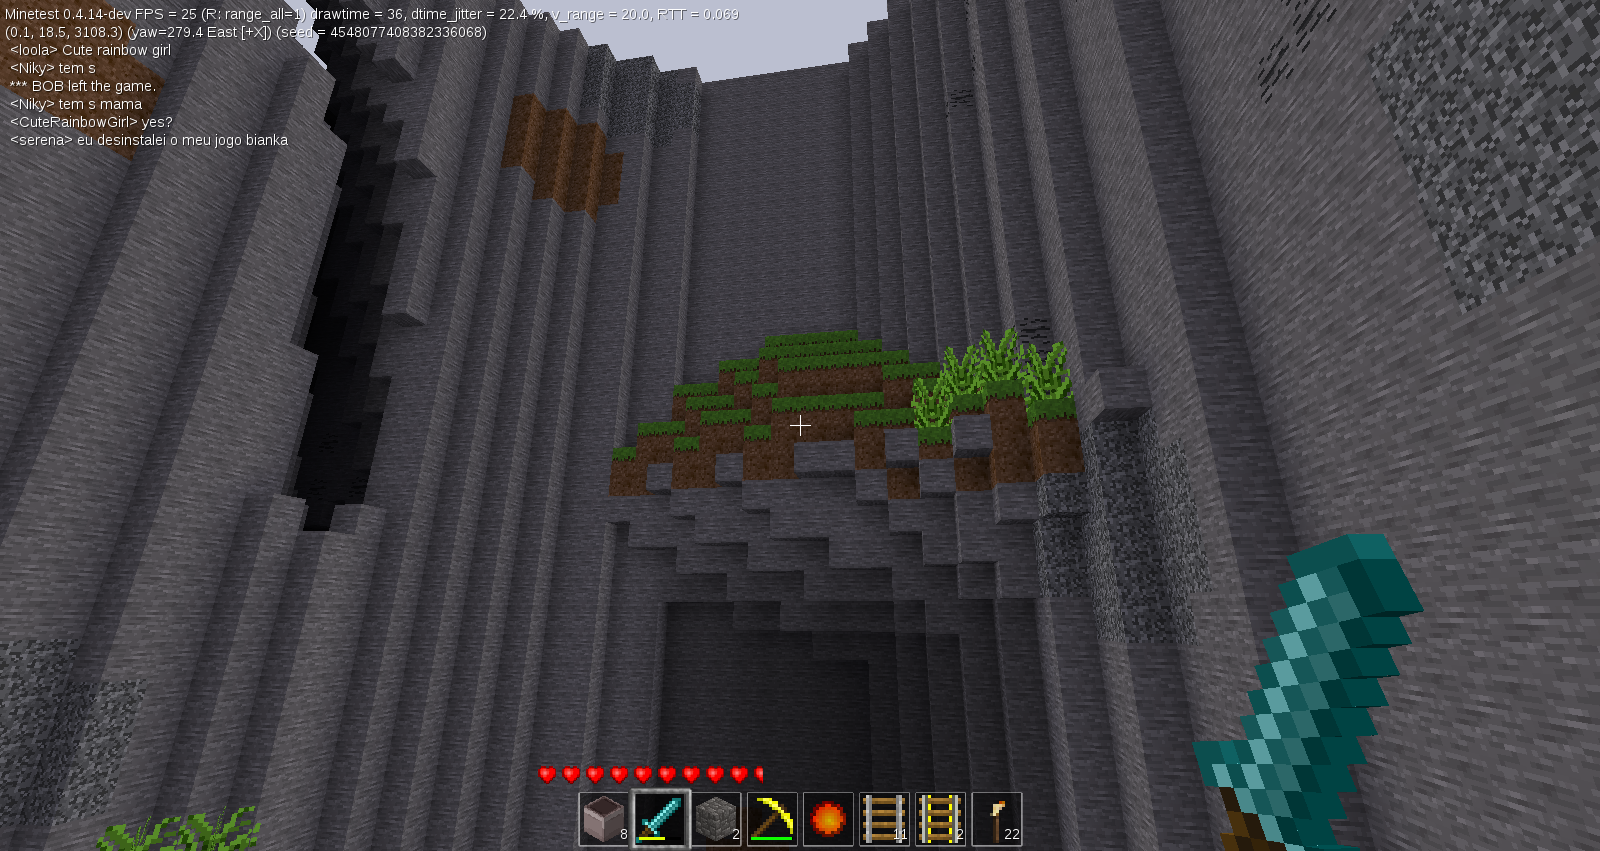 Minetest 0.4.14-dev FPS = 25 (R: range_all=1) drawtime = 36, dtime_jitter = 22.4 %, v_range = 20.0, RTT = 0.069
(0.1, 18.5, 3108.3) (yaw=279.4 East [+X]) (seed = 4548077408382336068)
<loola> Cute rainbow girl
<Niky> tem s
*** BOB left the game.
<Niky> tem s mama
<CuteRainbowGirl> yes?
<serena> eu desinstalei o meu jogo bianka
8 2 11 2 22